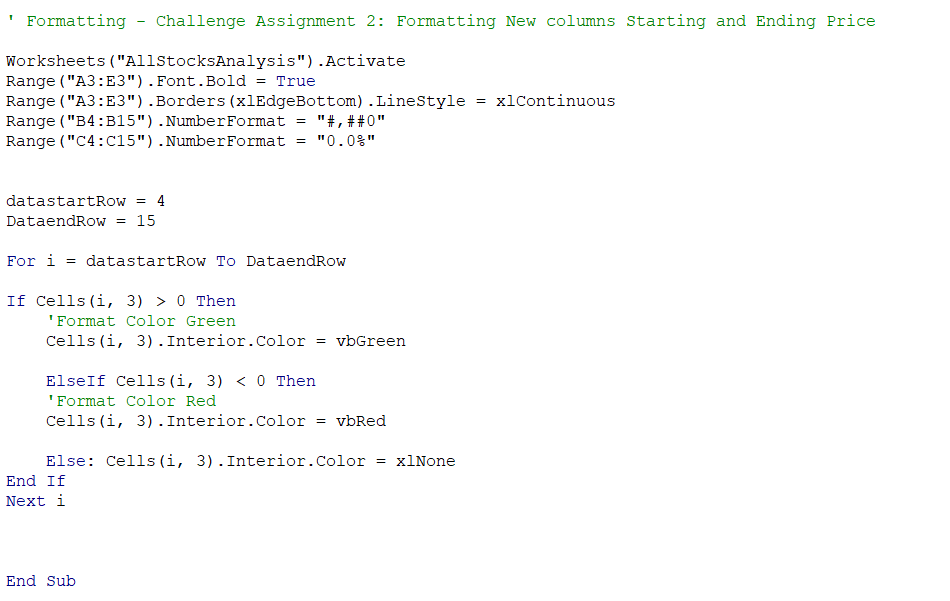 ' Formatting - Challenge Assignment 2: Formatting New columns Starting and Ending Price
Worksheets("AllStocksAnalysis").Activate
Range("A3:E3").Font.Bold = True
Range("A3:E3").Borders(xlEdgeBottom).LineStyle = xlContinuous
Range("B4:B15").NumberFormat = "#,##0"
Range("C4:C15").NumberFormat = "0.0%"
datastartRow = 4
DataendRow = 15
For i = datastartRow To DataendRow
If Cells(i, 3) > 0 Then
'Format Color Green
Cells(i, 3).Interior.Color = vbGreen
ElseIf Cells(i, 3) < 0 Then
'Format Color Red
Cells(i, 3).Interior.Color = vbRed
Else: Cells(i, 3).Interior.Color = xlNone
End If
Next i
End Sub